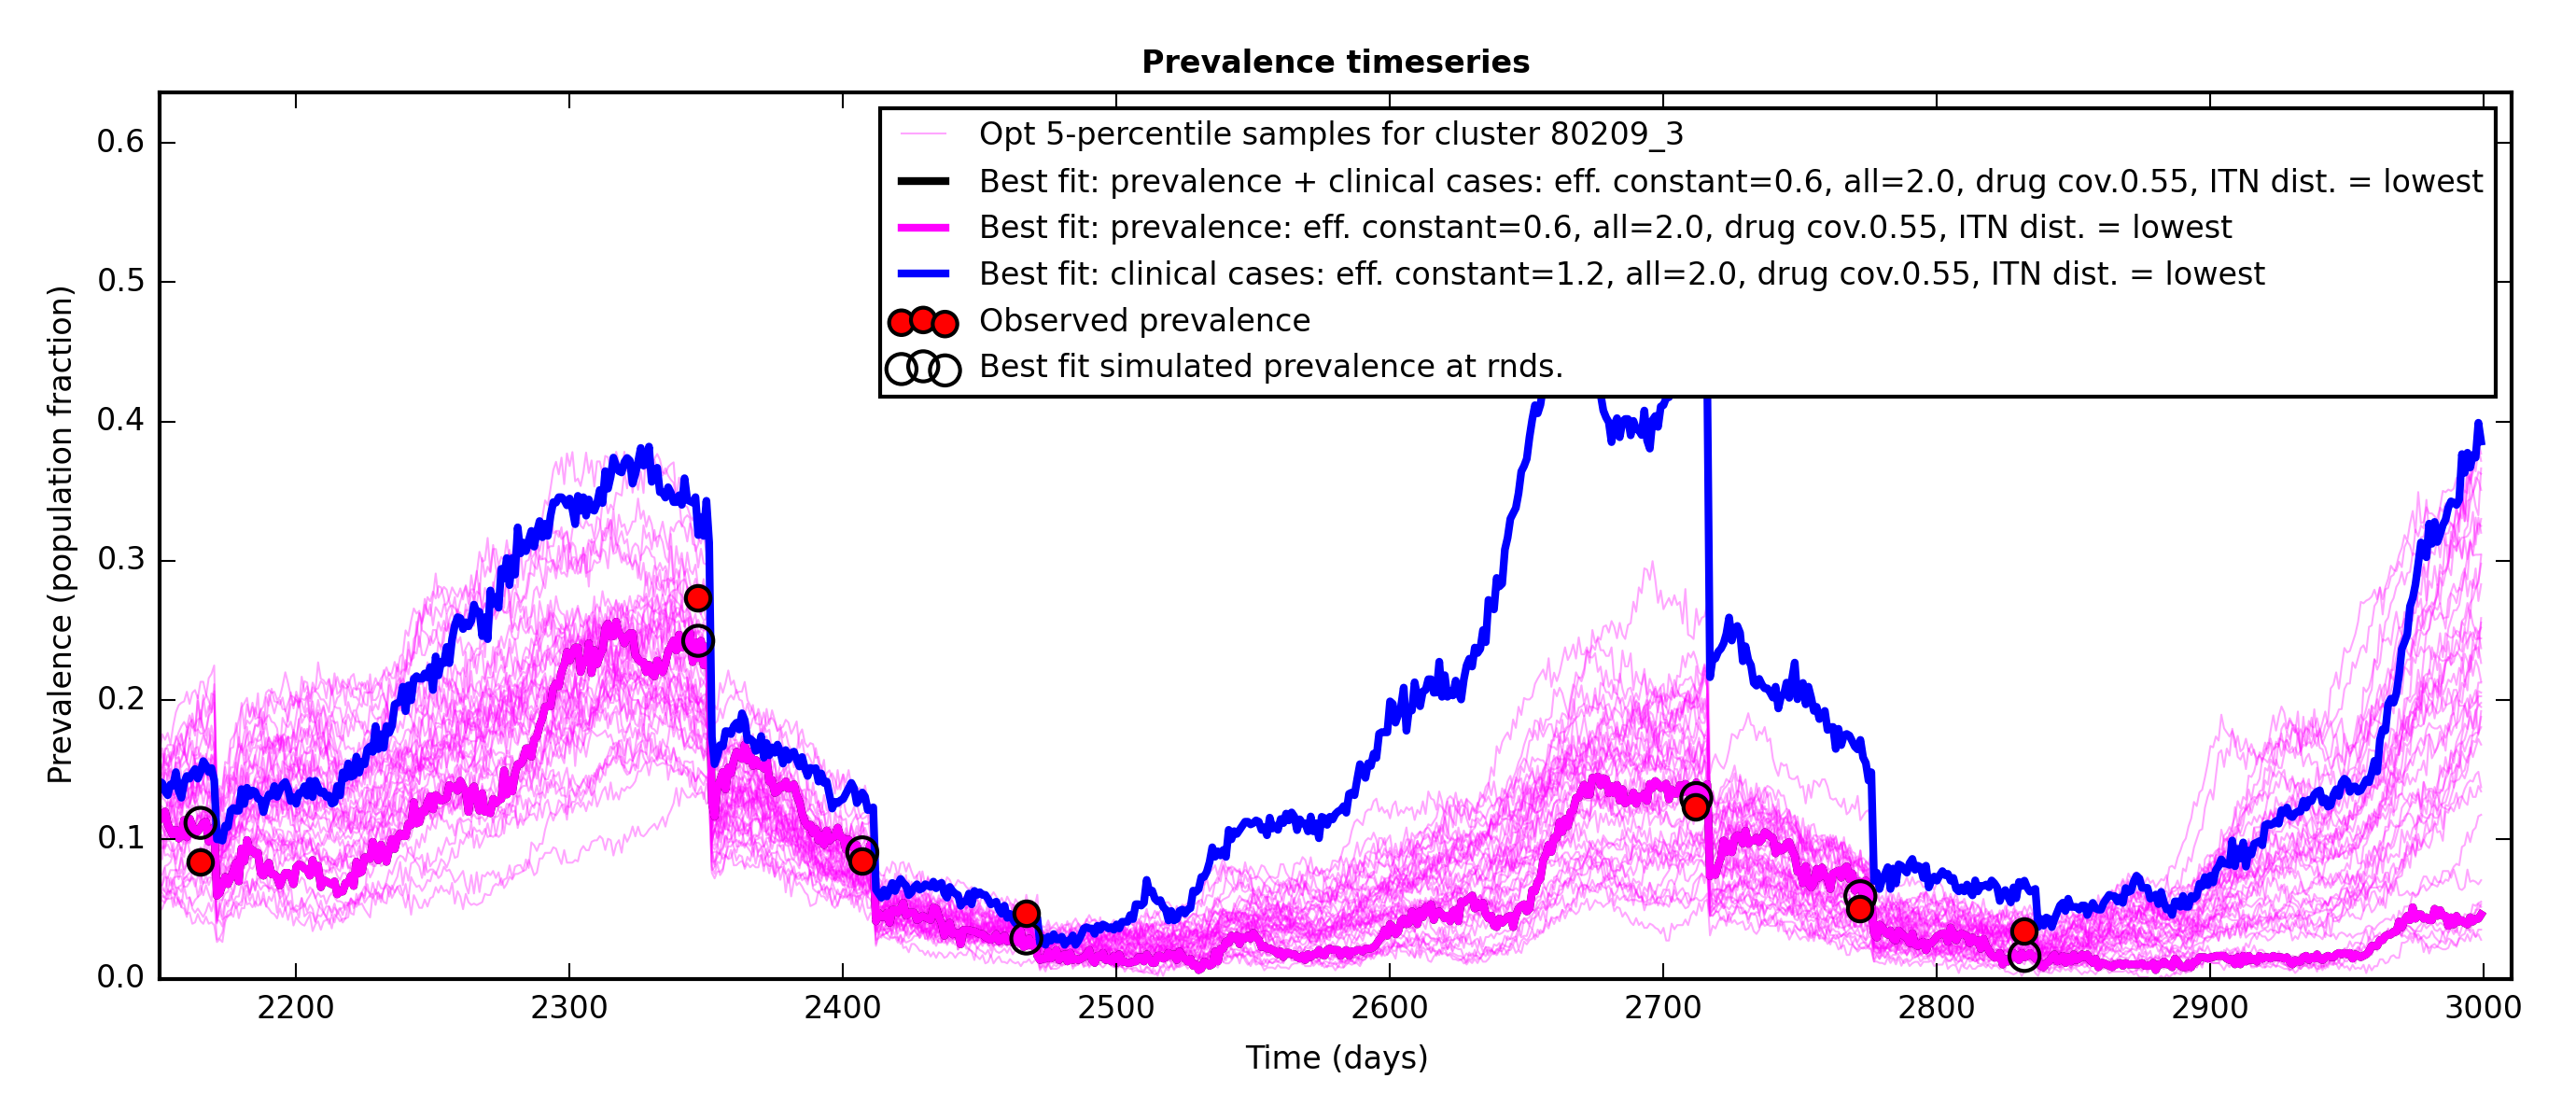 Prevalence timeseries
Opt 5-percentile samples for cluster 80209_3
Best fit: prevalence + clinical cases: eff. constant=0.6, all=2.0, drug cov.0.55, ITN dist. = lowest
Best fit: prevalence: eff. constant=0.6, all=2.0, drug cov.0.55, ITN dist. = lowest
Best fit: clinical cases: eff. constant=1.2, all=2.0, drug cov.0.55, ITN dist. = lowest
Observed prevalence
Best fit simulated prevalence at rnds.
Prevalence (population fraction)
0.6
0.5
0.4
0.3
0.2
0.1
0.0
2200 2300 2400 2500 2600 2700 2800 2900 3000
Time (days)